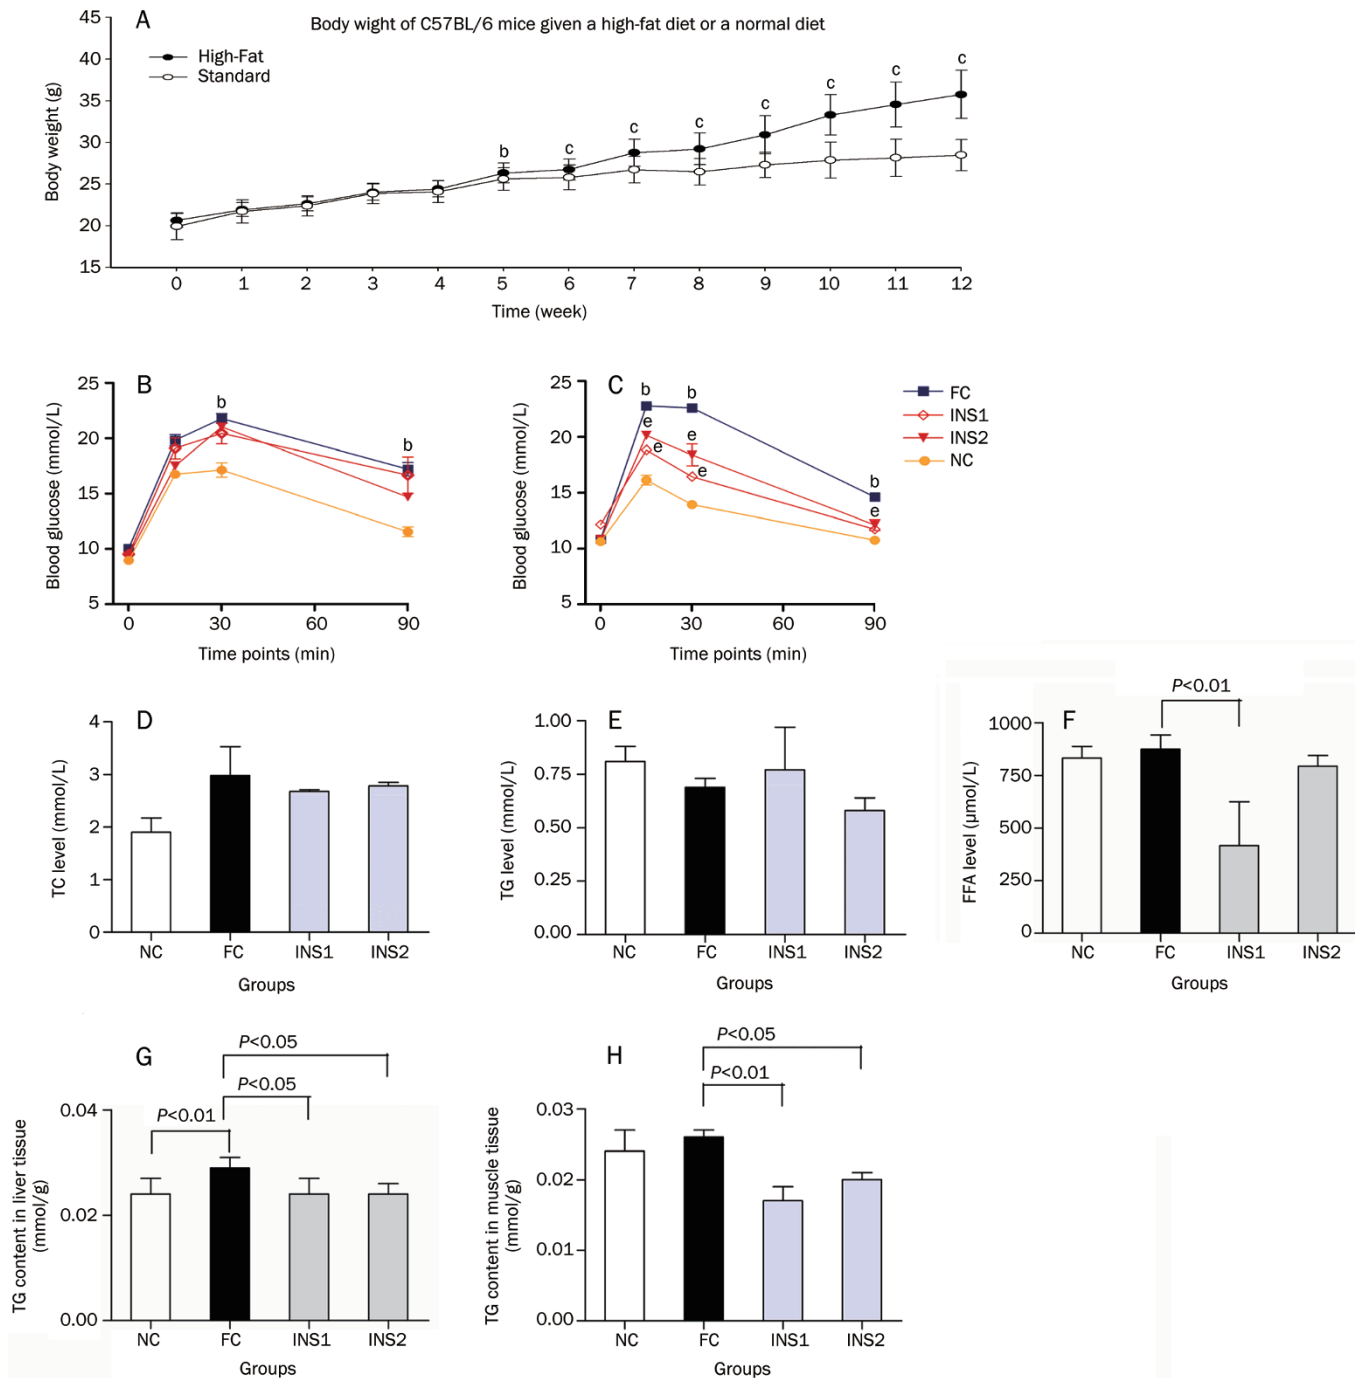 A
Body wight of C57BL/6 mice given a high-fat diet or a normal diet
High-Fat
Standard
45
40
35
30
25
20
15
Body weight (g)
b
c
c
c
c
c
c
c
0 1 2 3 4 5 6 7 8 9 10 11 12
Time (week)
B
25
20
15
10
5
Blood glucose (mmol/L)
b
b
0 30 60 90
Time points (min)
C
25
20
15
10
5
Blood glucose (mmol/L)
b
b
e
e
e
e
b
e
0 30 60 90
Time points (min)
FC
INS1
INS2
NC
D
4
3
2
1
0
TC level (mmol/L)
NC FC INS1 INS2
Groups
E
1.00
0.75
0.50
0.25
0.00
TG level (mmol/L)
NC FC INS1 INS2
Groups
F
P<0.01
1000
750
500
250
0
FFA level (μmol/L)
NC FC INS1 INS2
Groups
G
P<0.05
P<0.05
P<0.01
0.04
0.02
0.00
TG content in liver tissue
(mmol/g)
NC FC INS1 INS2
Groups
H
P<0.05
P<0.01
0.03
0.02
0.01
0.00
TG content in muscle tissue
(mmol/g)
NC FC INS1 INS2
Groups